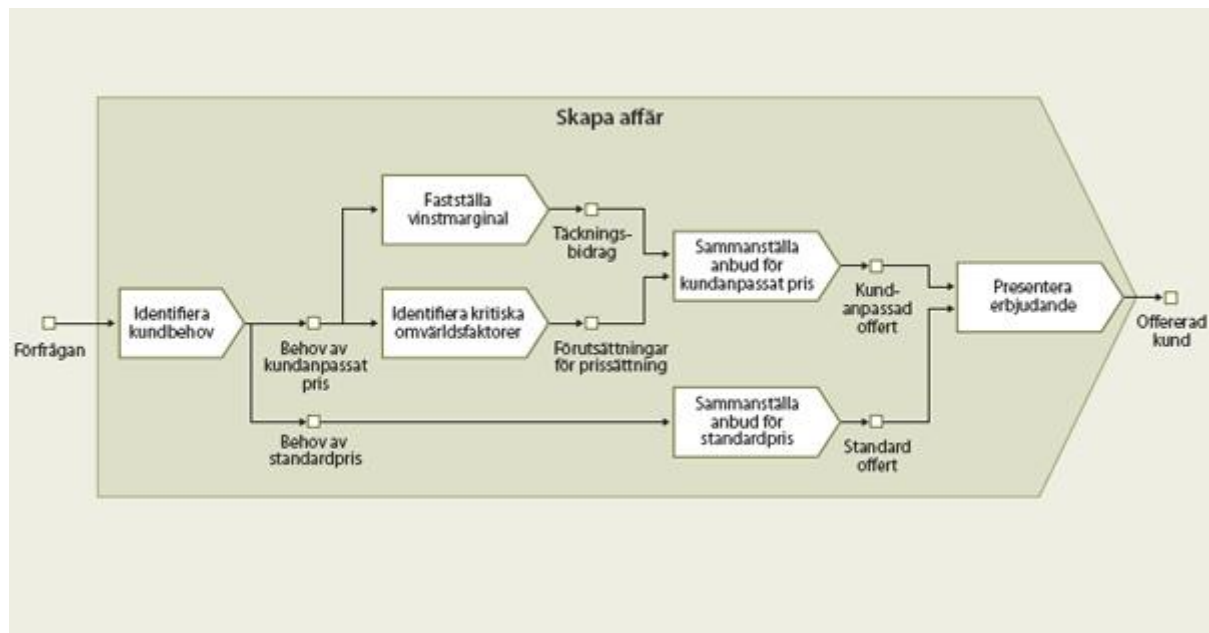 Skapa affär
Fastställa
vinstmarginal
Täcknings-
bidrag
Sammanställa
anbud för
kundanpassat pris
Identifiera
kundbehov
Förfrågan
Behov av
kundanpassat
pris
Identifiera kritiska
omvärldsfaktorer
Förutsättningar
för prissättning
Kund-
anpassad
offert
Presentera
erbjudande
Offererad
kund
Behov av
standardpris
Sammanställa
anbud för
standardpris
Standard
offert